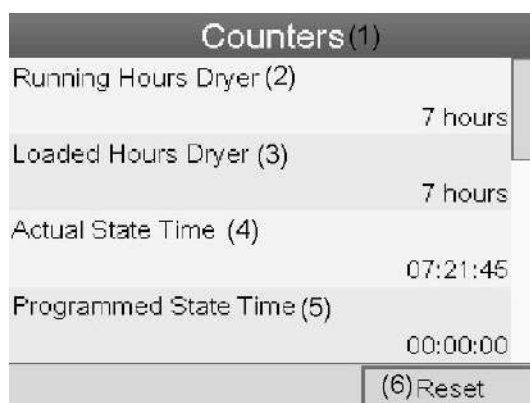 Counters(1)
Running Hours Dryer (2)
7 hours
Loaded Hours Dryer (3)
7 hours
Actual State Time (4)
07:21:45
Programmed State Time (5)
00:00:00
(6)Reset